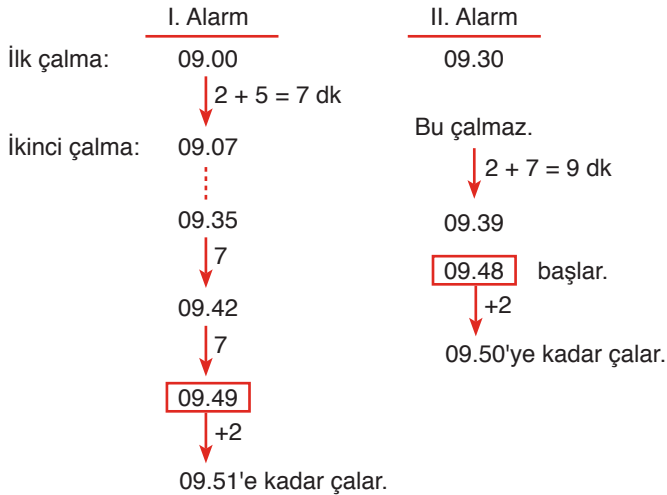 I. Alarm
II. Alarm
İlk çalma:
09.00
09.30
2 + 5 = 7 dk
Bu çalmaz.
İkinci çalma:
09.07
2 + 7 = 9 dk
09.35
09.39
7
09.48
başlar.
09.42
+2
7
09.50'ye kadar çalar.
09.49
+2
09.51'e kadar çalar.